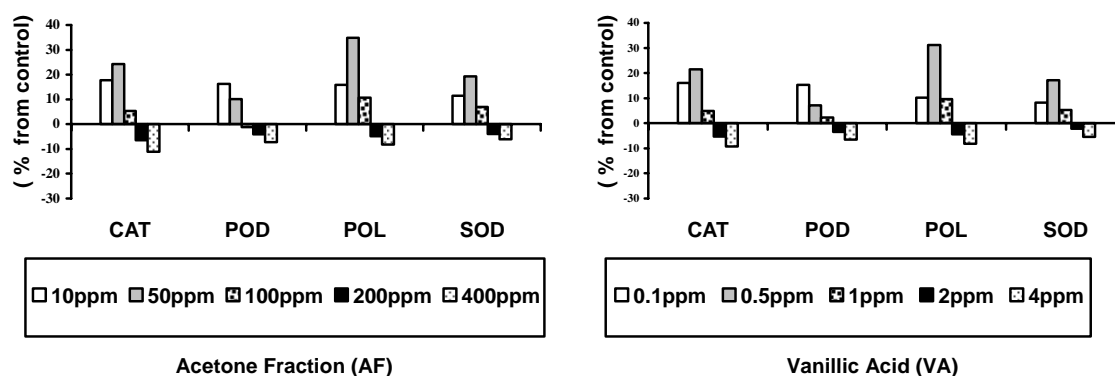 ( % from control)
40
30
20
10
0
-10
-20
-30
CAT POD POL SOD
10ppm 50ppm 100ppm 200ppm 400ppm
Acetone Fraction (AF)
( % from control)
40
30
20
10
0
-10
-20
-30
CAT POD POL SOD
0.1ppm 0.5ppm 1ppm 2ppm 4ppm
Vanillic Acid (VA)